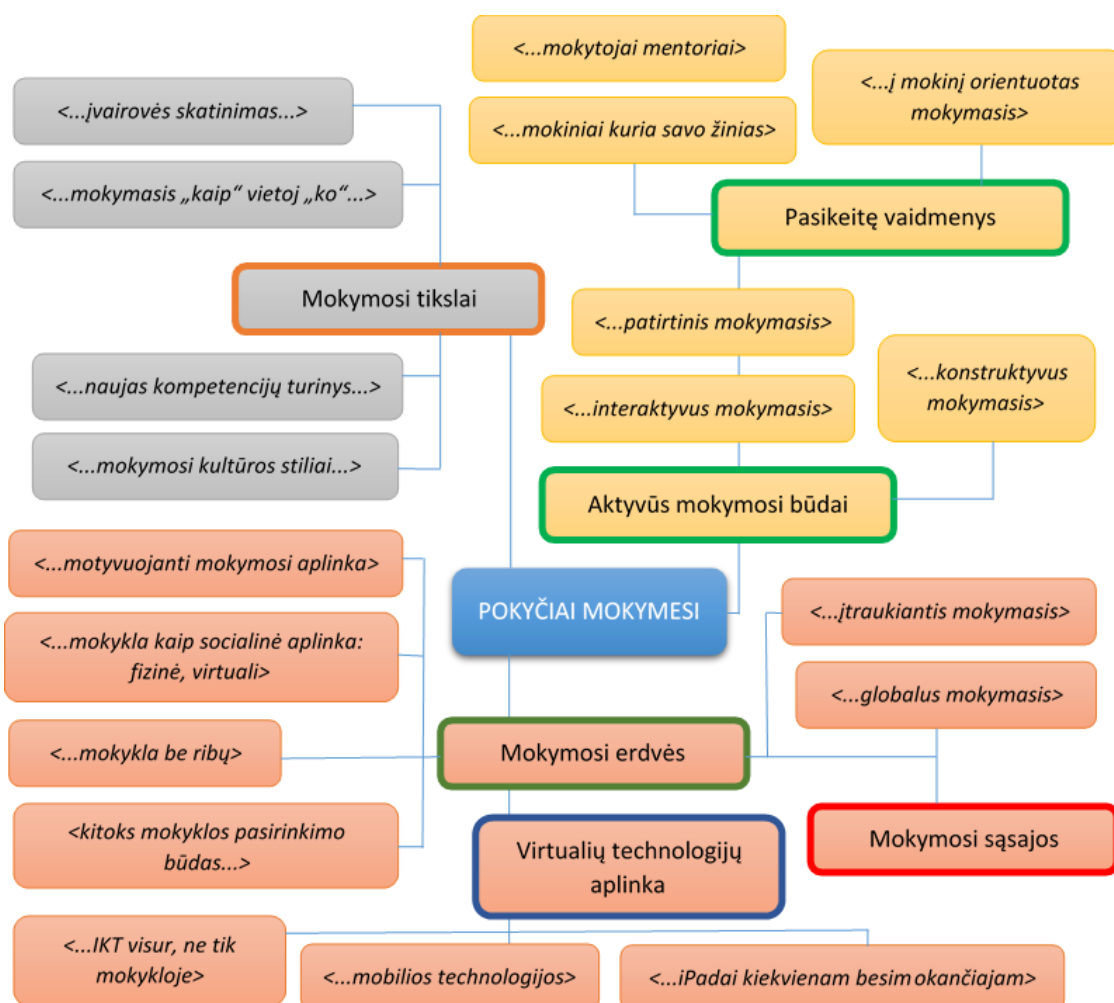 <...mokytojai mentoriai>
<...į mokinį orientuotas
mokymasis>
<...įvairovės skatinimas...>
<...mokiniai kuria savo žinias>
<...mokymasis „kaip“ vietoj „ko“...>
Pasikeitę vaidmenys
Mokymosi tikslai
<...patirtinis mokymasis>
<...naujas kompetencijų turinys...>
<...konstruktyvus
mokymasis>
<...interaktyvus mokymasis>
<...mokymosi kultūros stiliai...>
Aktyvūs mokymosi būdai
<...motyvuojanti mokymosi aplinka>
POKYČIAI MOKYMESI
<...įtraukiantis mokymasis>
<...mokykla kaip socialinė aplinka:
fizinė, virtuali>
<...globalus mokymasis>
<...mokykla be ribų>
Mokymosi erdvės
<kitoks mokyklos pasirinkimo
būdas...>
Virtualių technologijų
aplinka
Mokymosi sąsajos
<...IKT visur, ne tik
mokykloje>
<...mobilios technologijos>
<...iPadai kiekvienam besim okančiajam>